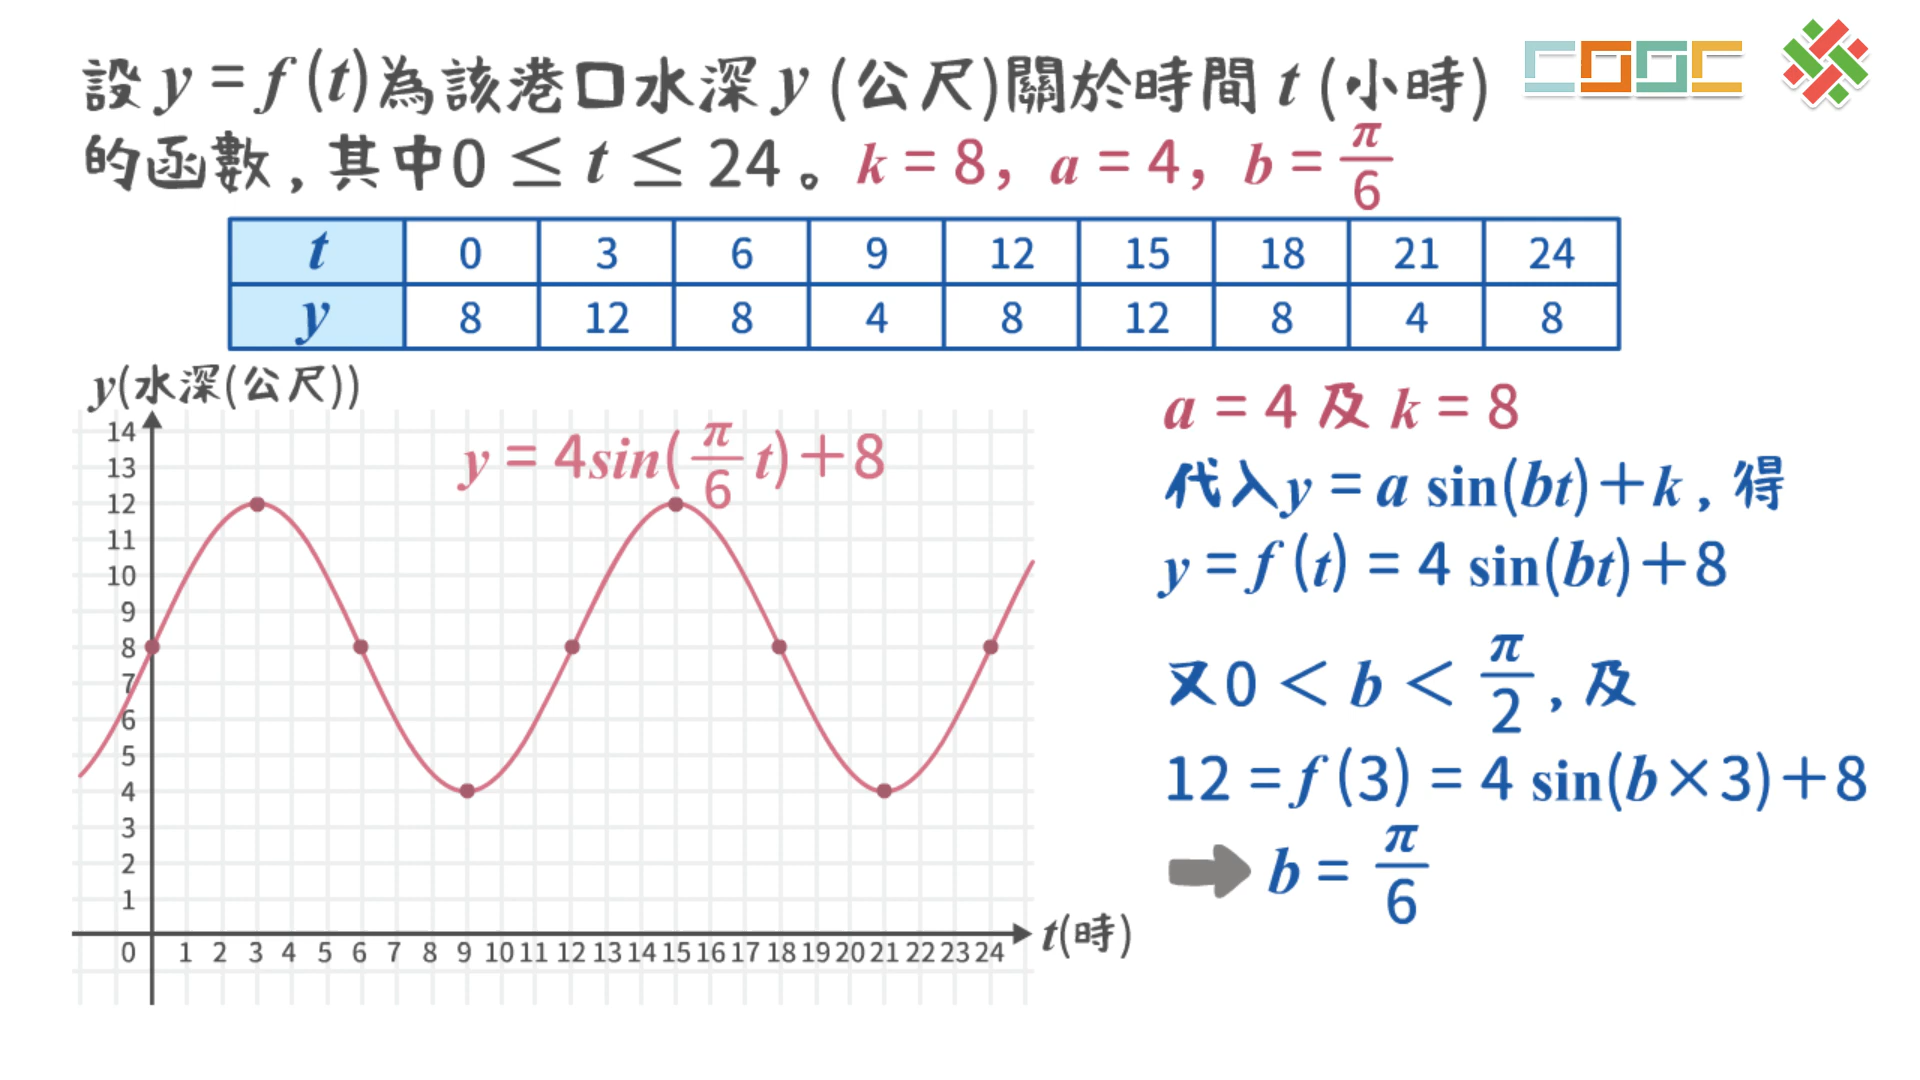 設 y = f (t)為該港口水深 y (公尺)關於時間 t (小時)
的函數 , 其中0 ≤ t ≤ 24 。 k = 8, a = 4, b = π/6
t 0 3 6 9 12 15 18 21 24
y 8 12 8 4 8 12 8 4 8
y(水深(公尺))
y = 4sin(π/6 t)+8
14
13
12
11
10
9
8
7
6
5
4
3
2
1
0 1 2 3 4 5 6 7 8 9 10 11 12 13 14 15 16 17 18 19 20 21 22 23 24
t(時)
a = 4 及 k = 8
代入y = a sin(bt)+k , 得
y = f (t) = 4 sin(bt)+8
又0 < b < π/2 , 及
12 = f (3) = 4 sin(b×3)+8
➡ b = π/6
COOC